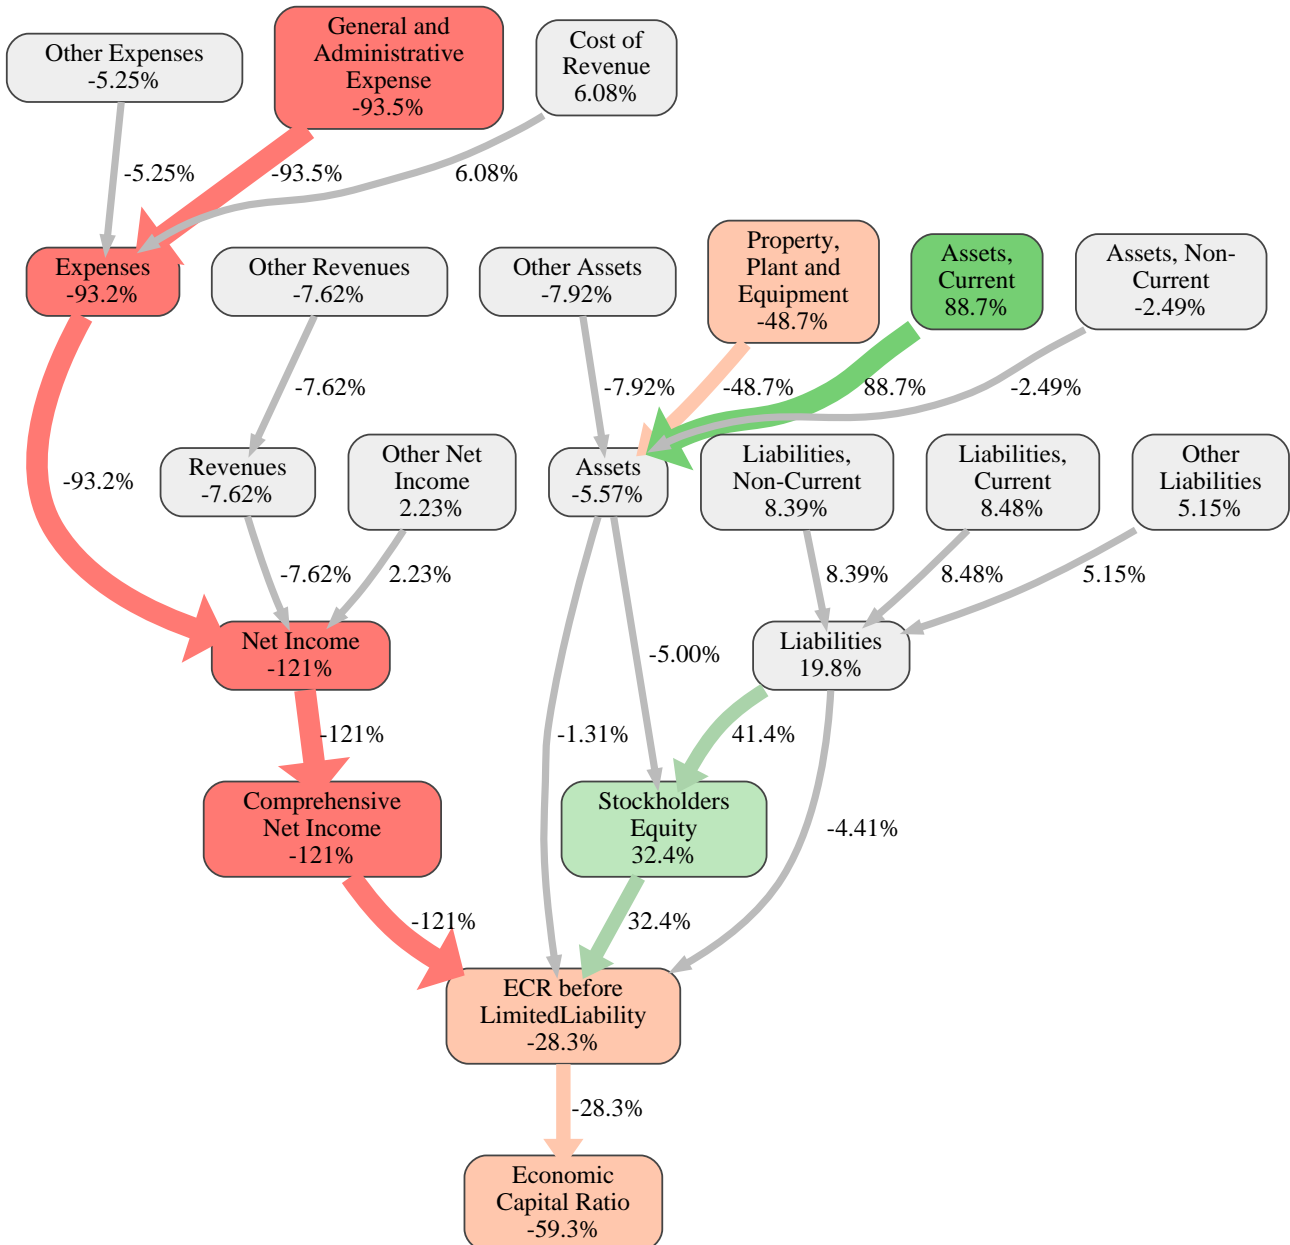 Other Expenses
-5.25%
General and
Administrative
Expense
-93.5%
Cost of
Revenue
6.08%
-5.25%
-93.5%
6.08%
Expenses
-93.2%
Other Revenues
-7.62%
Other Assets
-7.92%
Property,
Plant and
Equipment
-48.7%
Assets,
Current
88.7%
Assets, Non-
Current
-2.49%
-7.62%
-7.92%
-48.7%
88.7%
-2.49%
-93.2%
Revenues
-7.62%
Other Net
Income
2.23%
Assets
-5.57%
Liabilities,
Non-Current
8.39%
Liabilities,
Current
8.48%
Other
Liabilities
5.15%
-7.62%
2.23%
8.39%
8.48%
5.15%
Net Income
-121%
-5.00%
Liabilities
19.8%
-121%
-1.31%
41.4%
Comprehensive
Net Income
-121%
Stockholders
Equity
32.4%
-4.41%
-121%
32.4%
ECR before
LimitedLiability
-28.3%
-28.3%
Economic
Capital Ratio
-59.3%